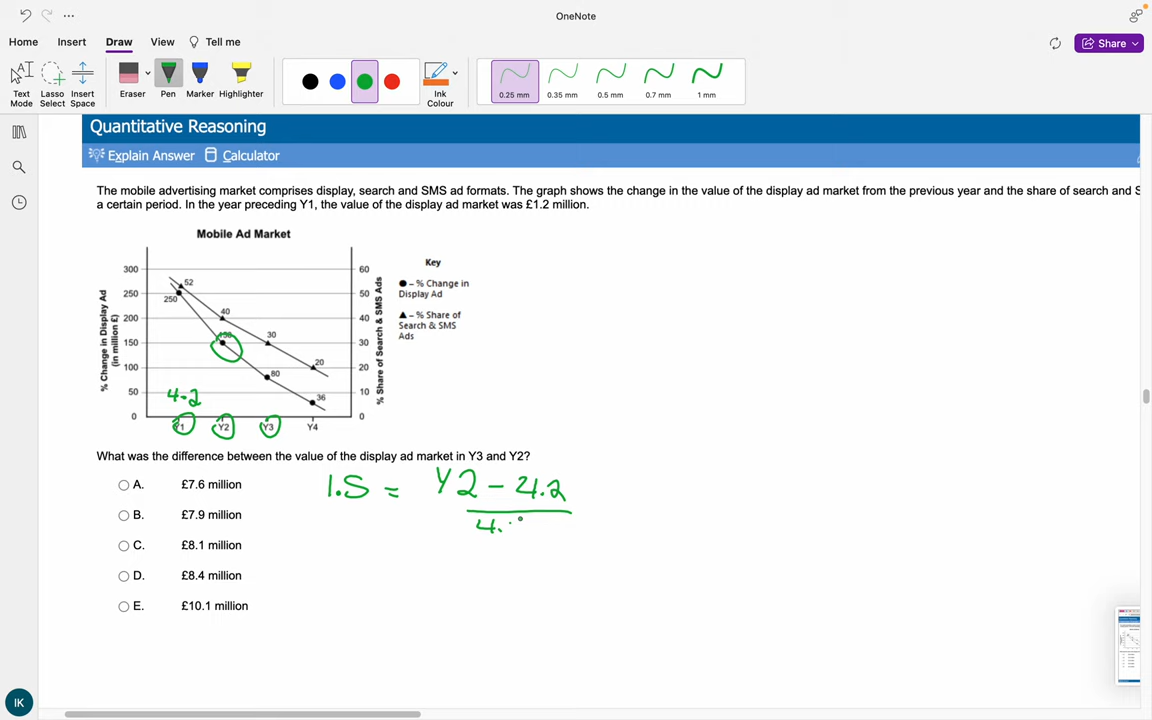 OneNote
Home Insert Draw View Tell me
Share
Text Mode
Lasso Select
Insert Space
Eraser
Pen
Marker
Highlighter
Ink Colour
0.25 mm
0.35 mm
0.5 mm
0.7 mm
1 mm
Quantitative Reasoning
Explain Answer Calculator
The mobile advertising market comprises display, search and SMS ad formats. The graph shows the change in the value of the display ad market from the previous year and the share of search and S
a certain period. In the year preceding Y1, the value of the display ad market was £1.2 million.
Mobile Ad Market
% Change in Display Ad
(in million £)
300
250
200
150
100
50
0
250
52
40
150
30
80
20
36
4.2
Y1 Y2 Y3 Y4
60
50
40
30
20
10
0
% Share of Search & SMS Ads
Key
– % Change in
Display Ad
– % Share of
Search & SMS
Ads
What was the difference between the value of the display ad market in Y3 and Y2?
A. £7.6 million
B. £7.9 million
C. £8.1 million
D. £8.4 million
E. £10.1 million
1.5 = Y2 - 4.2
4.
IK